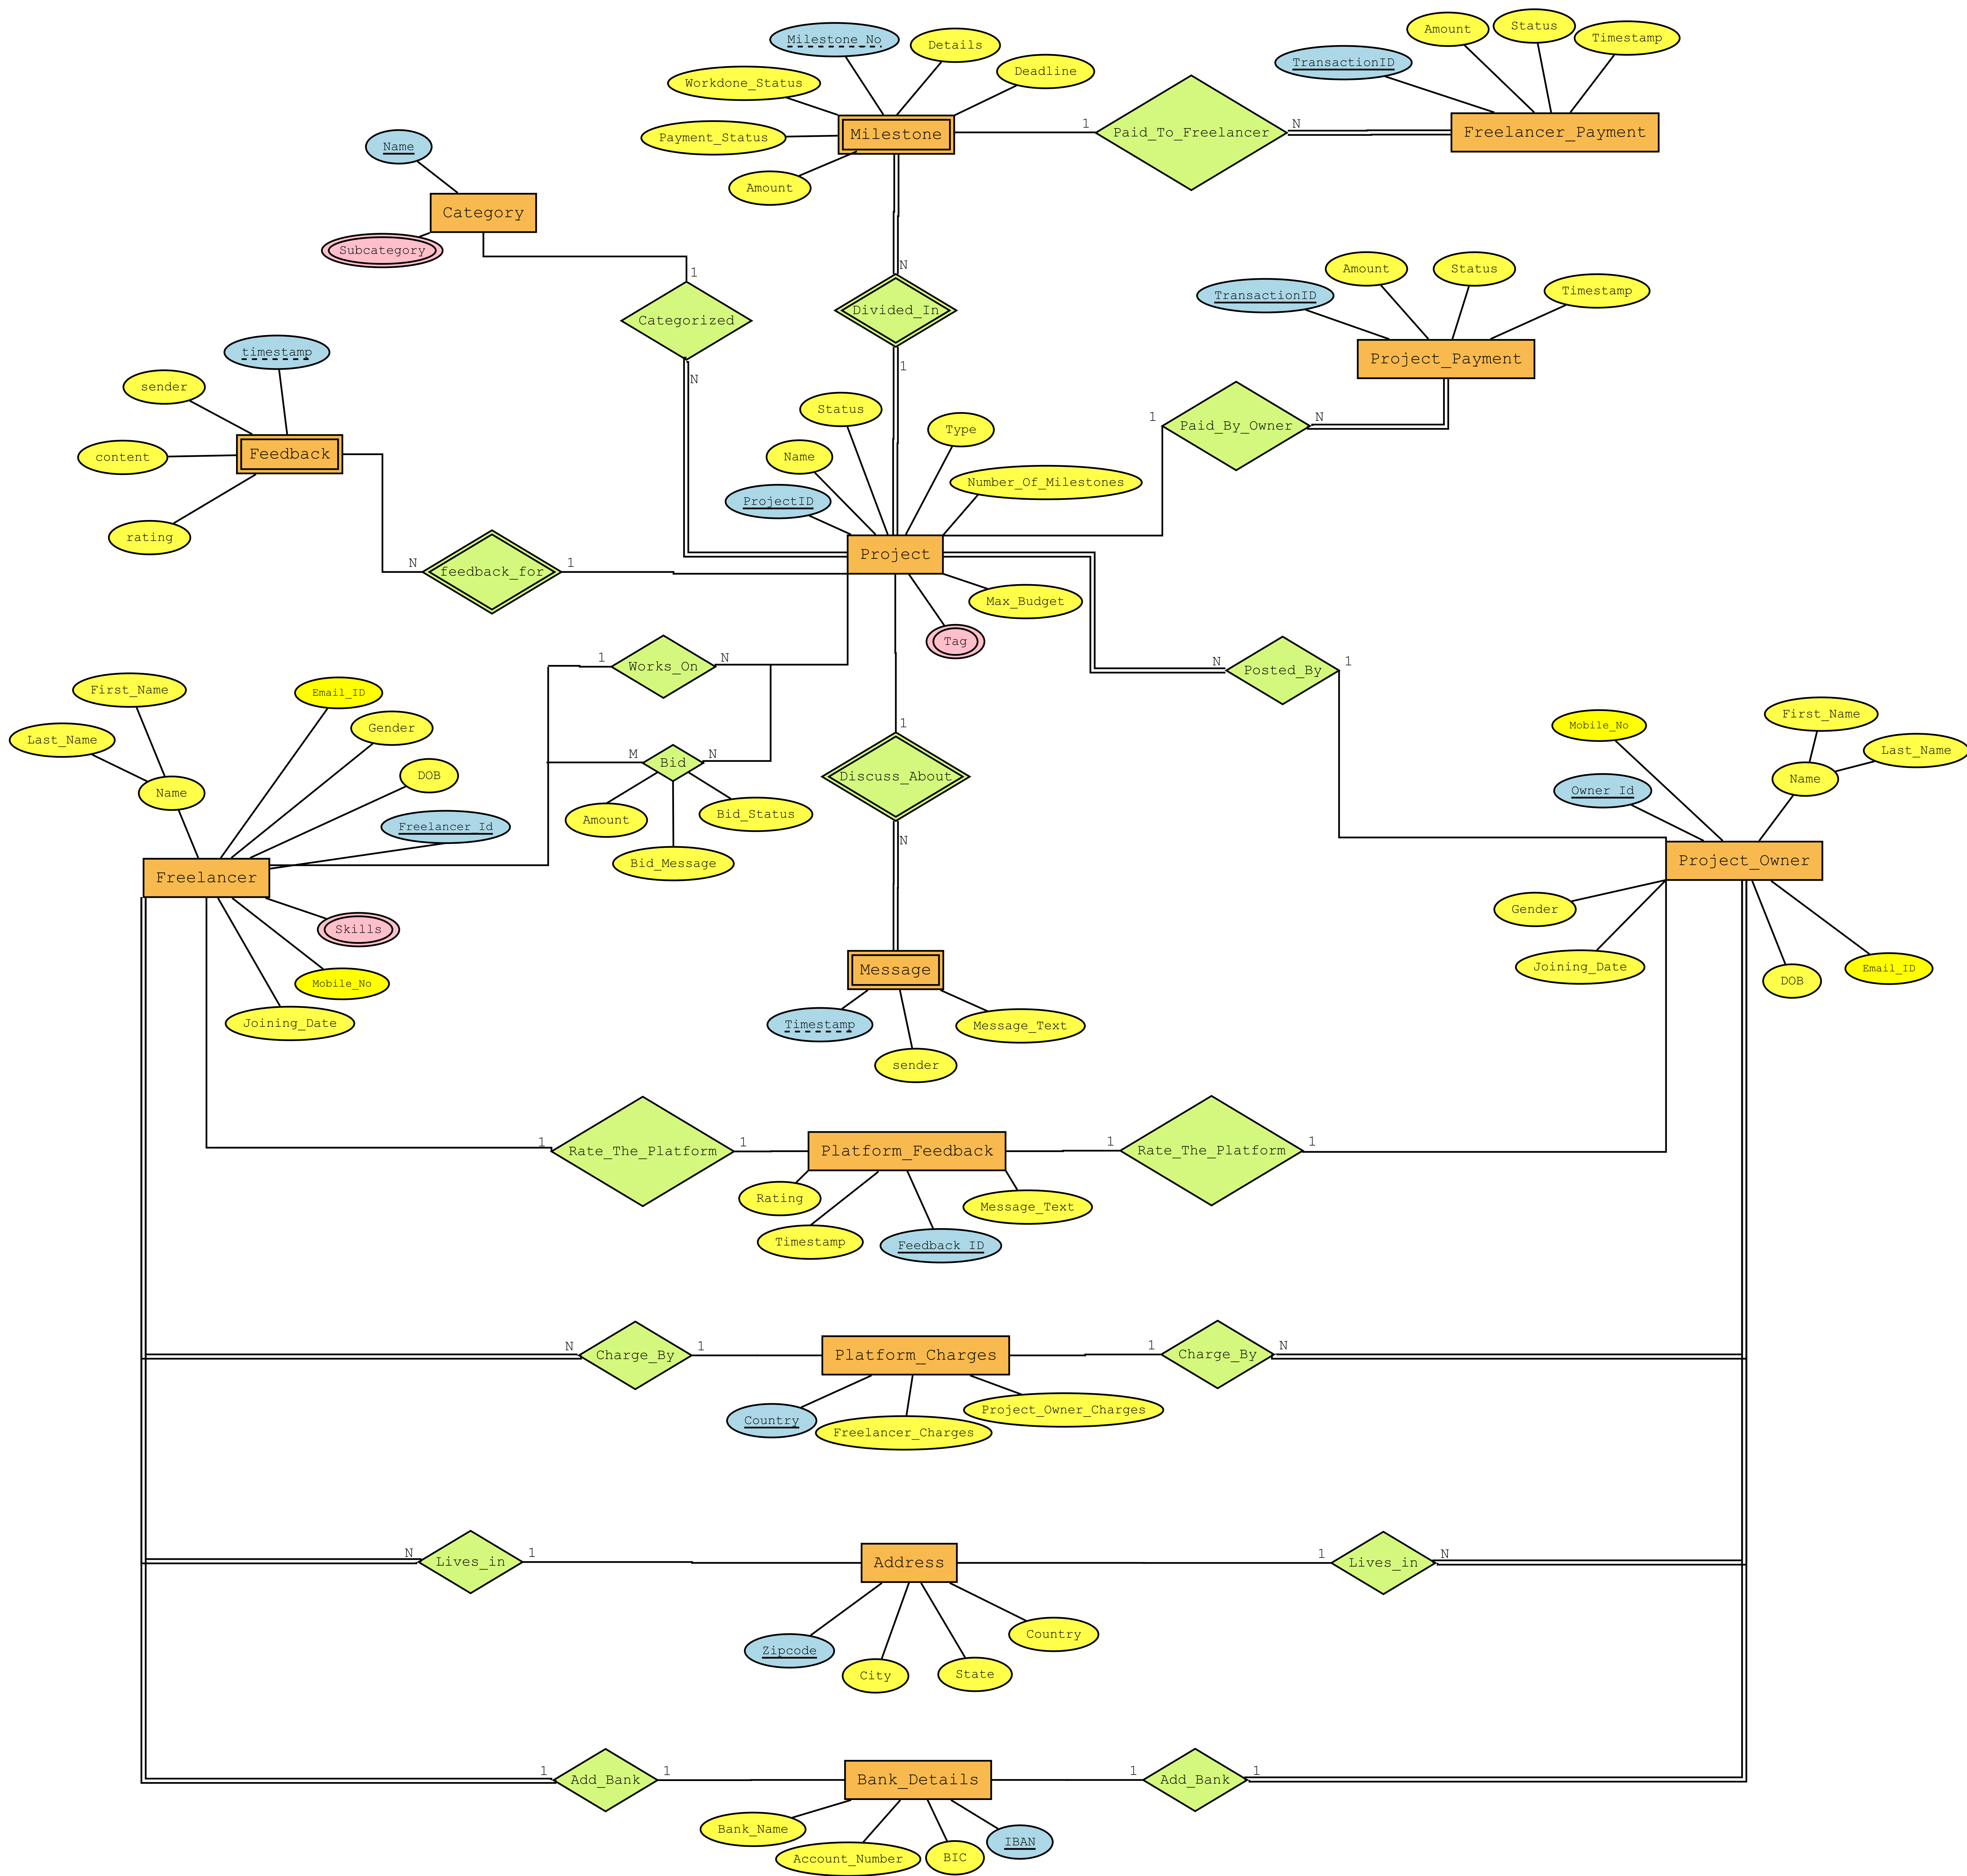 Milestone_No
Details
Deadline
Workdone_Status
Payment_Status
Amount
Milestone
1
Paid_To_Freelancer
N
TransactionID
Amount
Status
Timestamp
Freelancer_Payment
Name
Category
Subcategory
1
Categorized
N
N
Divided_In
1
TransactionID
Amount
Status
Timestamp
Project_Payment
1
Paid_By_Owner
N
timestamp
sender
content
rating
Feedback
N
feedback_for
1
Status
Type
Name
Number_Of_Milestones
ProjectID
Project
Max_Budget
Tag
1
Works_On
N
N
Posted_By
1
M
Bid
N
Amount
Bid_Status
Bid_Message
1
Discuss_About
N
First_Name
Email_ID
Last_Name
Gender
Name
DOB
Freelancer_Id
Freelancer
Skills
Mobile_No
Joining_Date
Mobile_No
First_Name
Last_Name
Name
Owner_Id
Project_Owner
Gender
Joining_Date
DOB
Email_ID
Message
Timestamp
Message_Text
sender
1
Rate_The_Platform
1
Platform_Feedback
1
Rate_The_Platform
1
Rating
Message_Text
Timestamp
Feedback_ID
N
Charge_By
1
Platform_Charges
1
Charge_By
N
Country
Freelancer_Charges
Project_Owner_Charges
N
Lives_in
1
Address
1
Lives_in
N
Zipcode
City
State
Country
1
Add_Bank
1
Bank_Details
1
Add_Bank
1
Bank_Name
Account_Number
BIC
IBAN